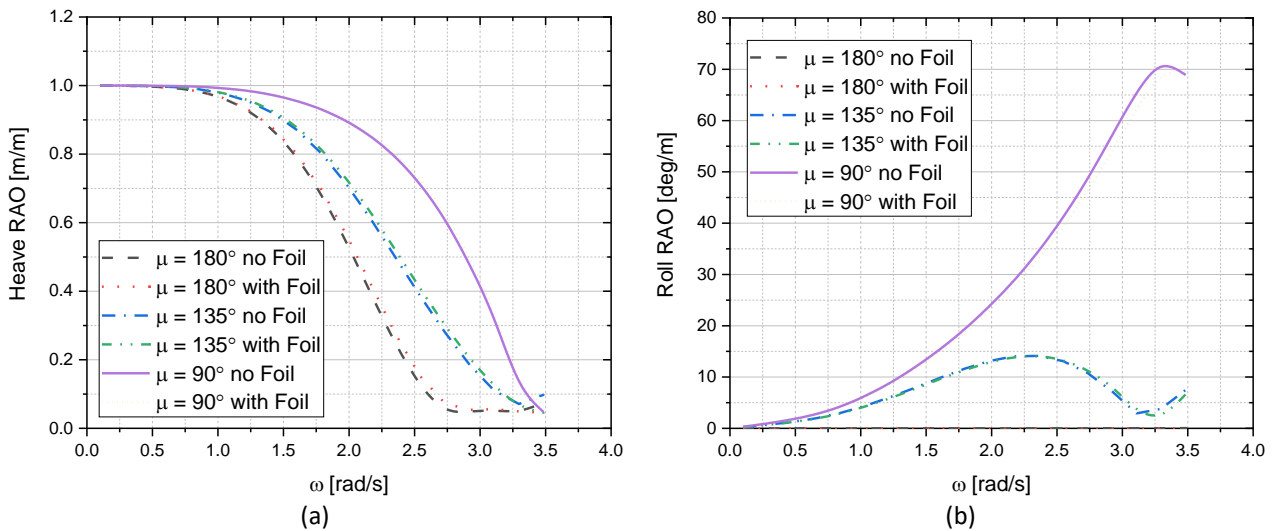 1.2
1.0
0.8
0.6
0.4
0.2
0.0
Heave RAO [m/m]
μ = 180° no Foil
μ = 180° with Foil
μ = 135° no Foil
μ = 135° with Foil
μ = 90° no Foil
μ = 90° with Foil
0.0 0.5 1.0 1.5 2.0 2.5 3.0 3.5 4.0
ω [rad/s]
(a)
80
70
60
50
40
30
20
10
0
Roll RAO [deg/m]
μ = 180° no Foil
μ = 180° with Foil
μ = 135° no Foil
μ = 135° with Foil
μ = 90° no Foil
μ = 90° with Foil
0.0 0.5 1.0 1.5 2.0 2.5 3.0 3.5 4.0
ω [rad/s]
(b)